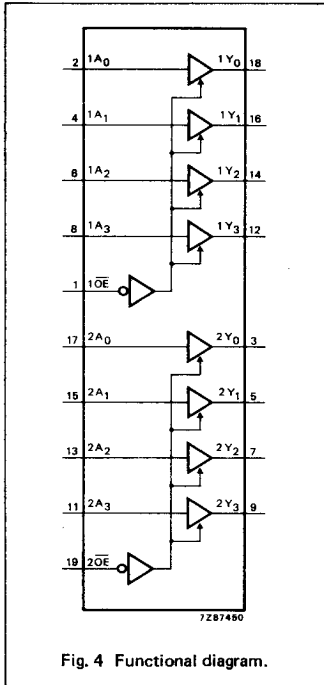 2 1A0 1Y0 18
4 1A1 1Y1 16
6 1A2 1Y2 14
8 1A3 1Y3 12
1 1O̅E̅
17 2A0 2Y0 3
15 2A1 2Y1 5
13 2A2 2Y2 7
11 2A3 2Y3 9
19 2O̅E̅
7Z87450
Fig. 4 Functional diagram.